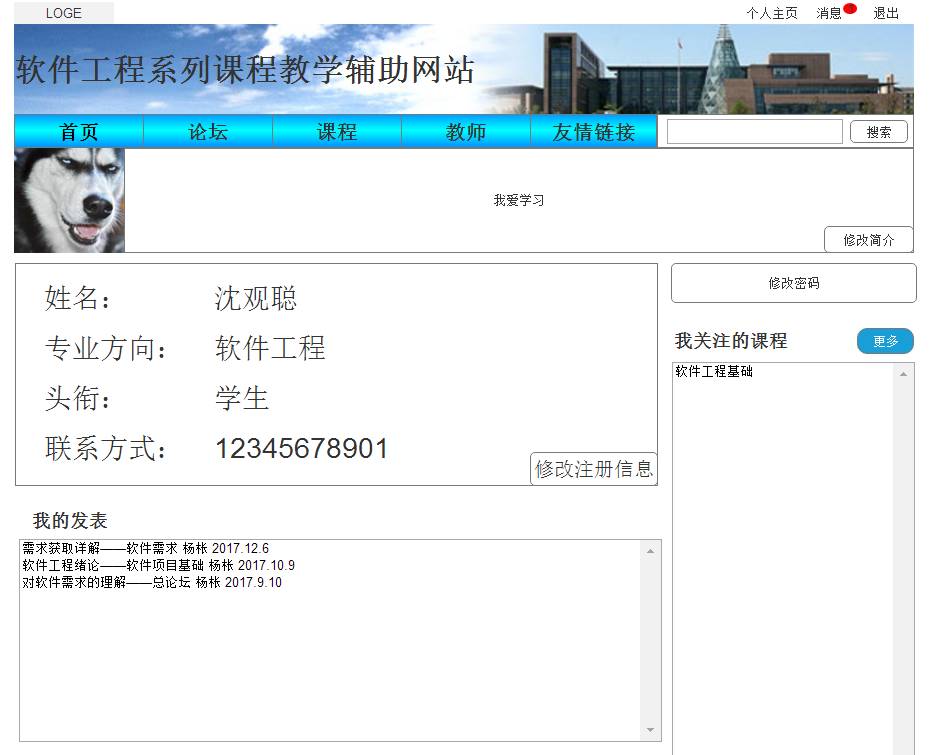 LOGE
个人主页 消息 退出
软件工程系列课程教学辅助网站
首页 论坛 课程 教师 友情链接 搜索
我爱学习
修改简介
姓名： 沈观聪
专业方向： 软件工程
头衔： 学生
联系方式： 12345678901
修改注册信息
修改密码
我关注的课程 更多
软件工程基础
我的发表
需求获取详解——软件需求 杨枨 2017.12.6
软件工程绪论——软件项目基础 杨枨 2017.10.9
对软件需求的理解——总论坛 杨枨 2017.9.10